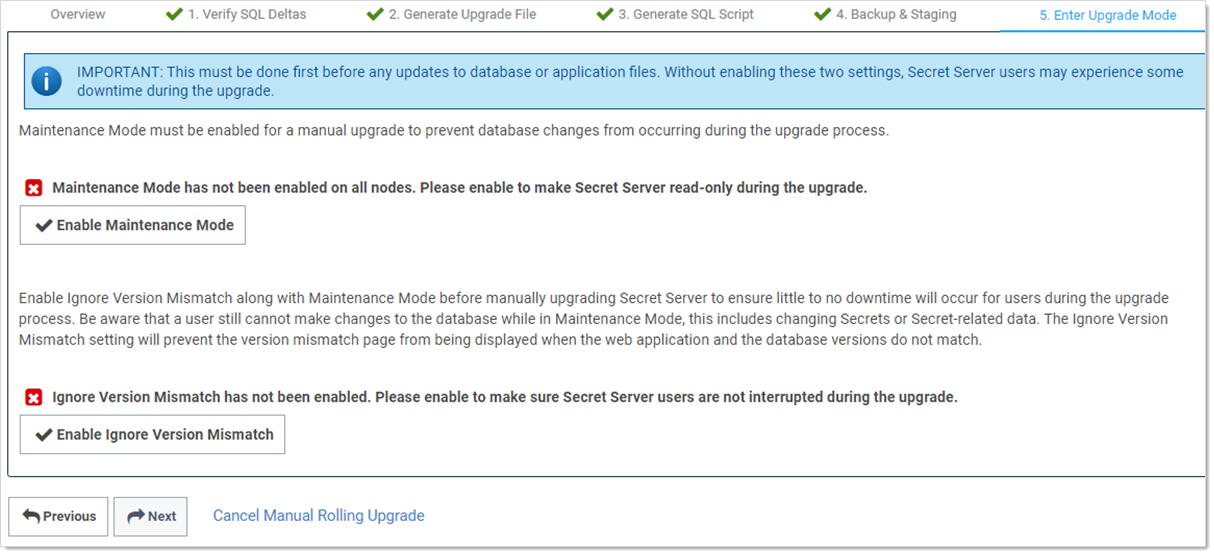 Overview
1. Verify SQL Deltas
2. Generate Upgrade File
3. Generate SQL Script
4. Backup & Staging
5. Enter Upgrade Mode
IMPORTANT: This must be done first before any updates to database or application files. Without enabling these two settings, Secret Server users may experience some
downtime during the upgrade.
Maintenance Mode must be enabled for a manual upgrade to prevent database changes from occurring during the upgrade process.
Maintenance Mode has not been enabled on all nodes. Please enable to make Secret Server read-only during the upgrade.
Enable Maintenance Mode
Enable Ignore Version Mismatch along with Maintenance Mode before manually upgrading Secret Server to ensure little to no downtime will occur for users during the upgrade
process. Be aware that a user still cannot make changes to the database while in Maintenance Mode, this includes changing Secrets or Secret-related data. The Ignore Version
Mismatch setting will prevent the version mismatch page from being displayed when the web application and the database versions do not match.
Ignore Version Mismatch has not been enabled. Please enable to make sure Secret Server users are not interrupted during the upgrade.
Enable Ignore Version Mismatch
Previous
Next
Cancel Manual Rolling Upgrade